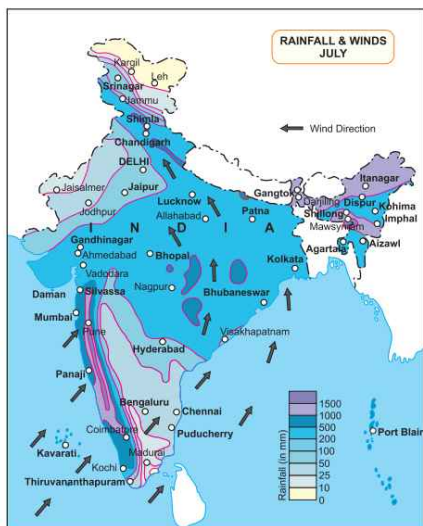 RAINFALL & WINDS
JULY
Wind Direction
Kargil
Leh
Srinagar
Jammu
Shimla
Chandigarh
DELHI
Jaisalmer
Jaipur
Jodhpur
Lucknow
Allahabad
Patna
Gangtok
Darjiling
Itanagar
Dispur
Kohima
Shillong
Mawsynram
Imphal
Agartala
Aizawl
I N D I A
Gandhinagar
Ahmedabad
Bhopal
Vadodara
Kolkata
Daman
Silvassa
Nagpur
Bhubaneswar
Mumbai
Pune
Visakhapatnam
Hyderabad
Panaji
Bengaluru
Chennai
Coimbatore
Puducherry
Kavarati
Madurai
Kochi
Thiruvananthapuram
Port Blair
Rainfall (in mm)
1500
1000
500
200
100
50
25
10
0